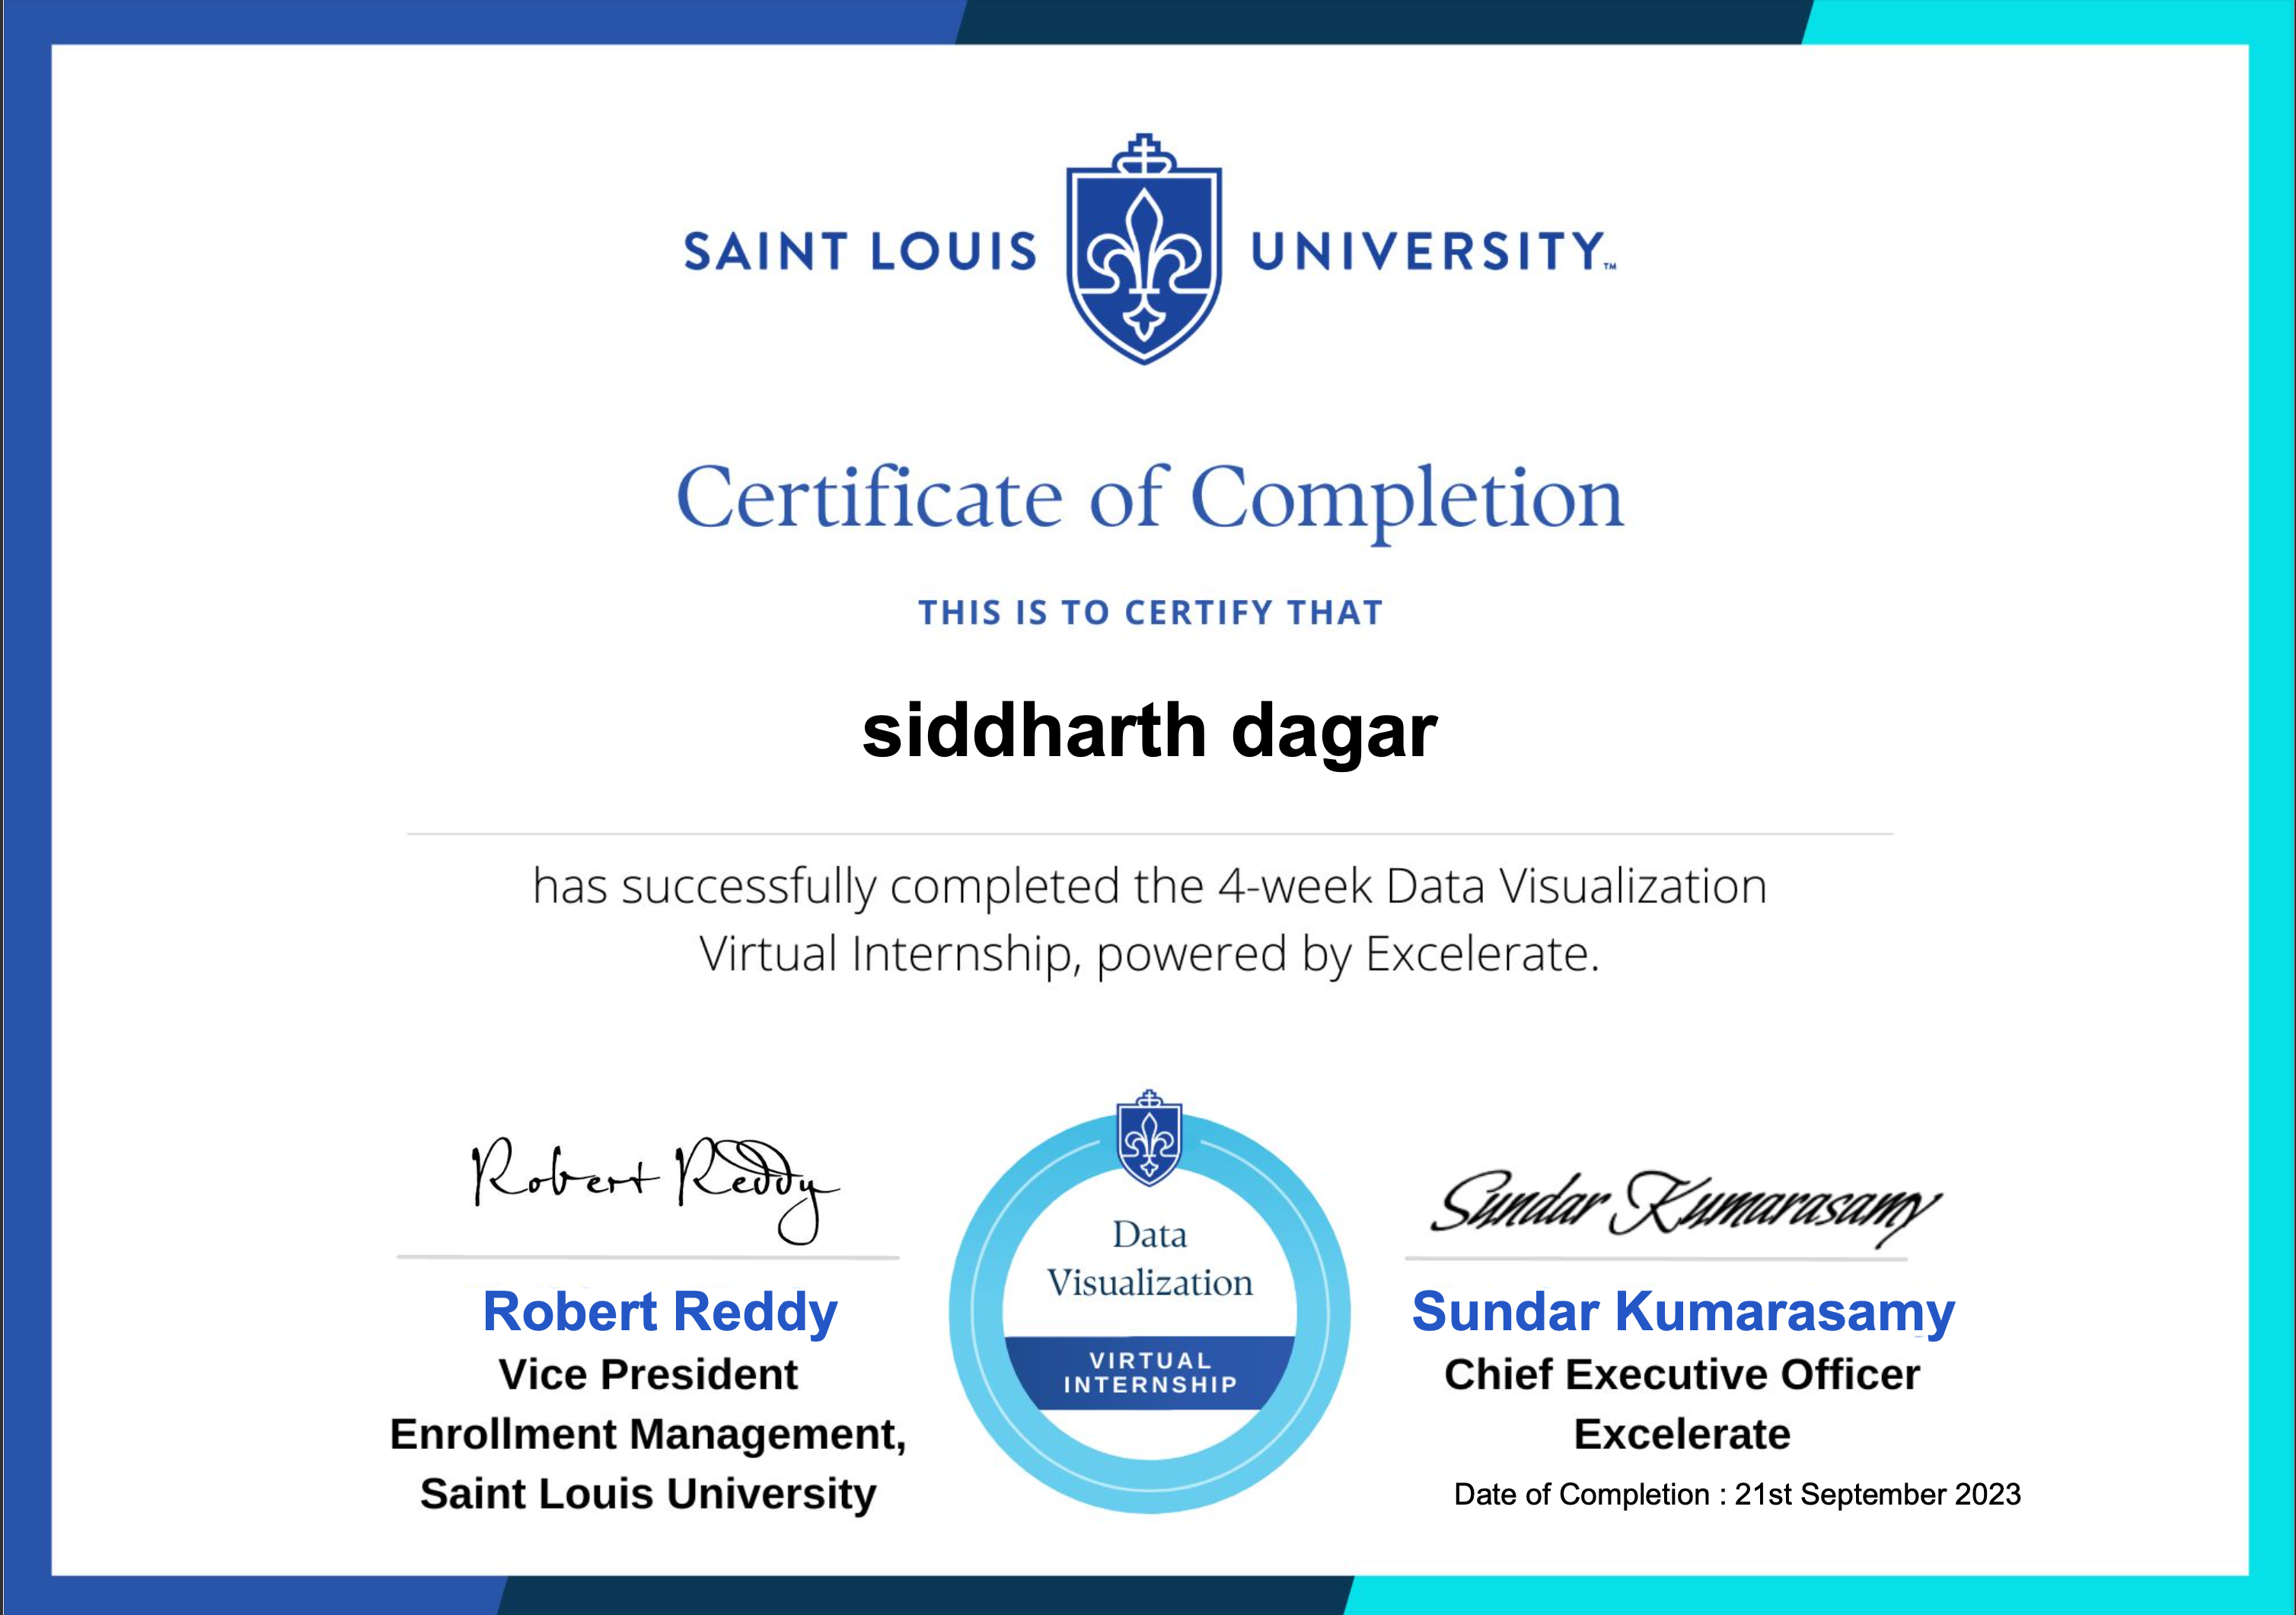 SAINT LOUIS UNIVERSITY™
Certificate of Completion
THIS IS TO CERTIFY THAT
siddharth dagar
has successfully completed the 4-week Data Visualization
Virtual Internship, powered by Excelerate.
Robert Reddy
Robert Reddy
Vice President
Enrollment Management,
Saint Louis University
Data
Visualization
VIRTUAL
INTERNSHIP
Sundar Kumarasamy
Sundar Kumarasamy
Chief Executive Officer
Excelerate
Date of Completion : 21st September 2023